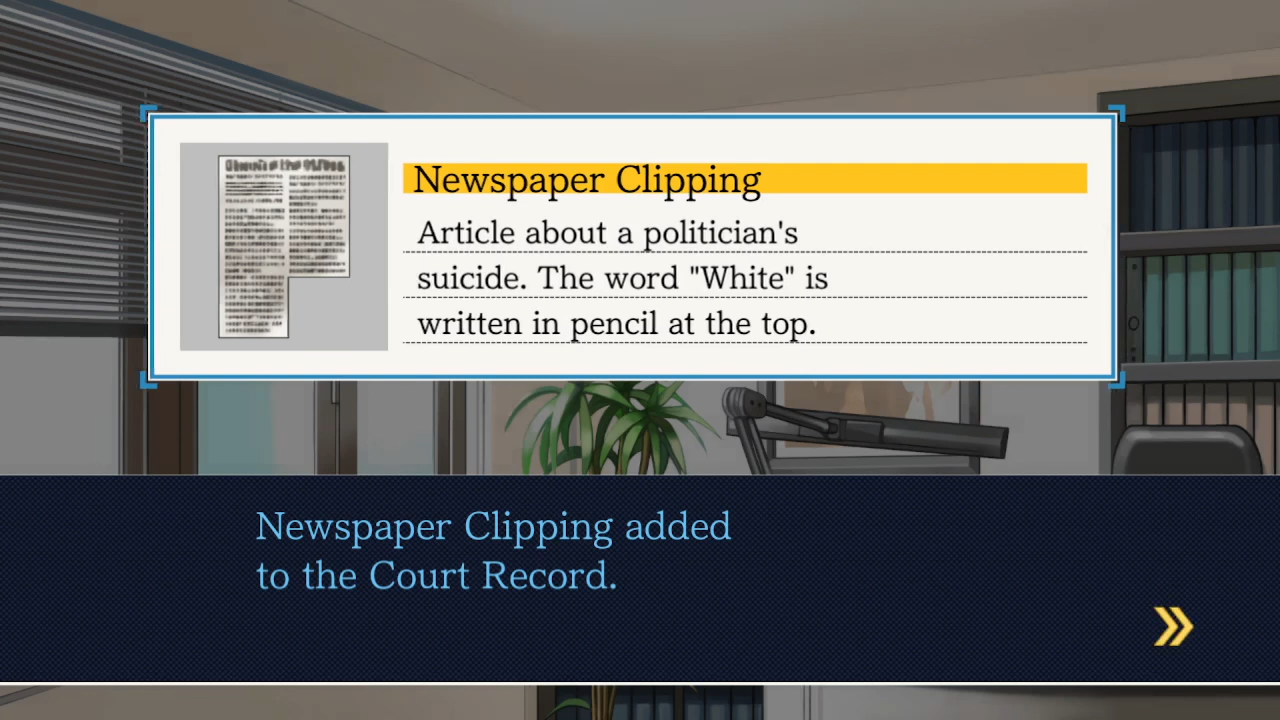 Newspaper Clipping
Article about a politician's
suicide. The word "White" is
written in pencil at the top.
Newspaper Clipping added
to the Court Record.